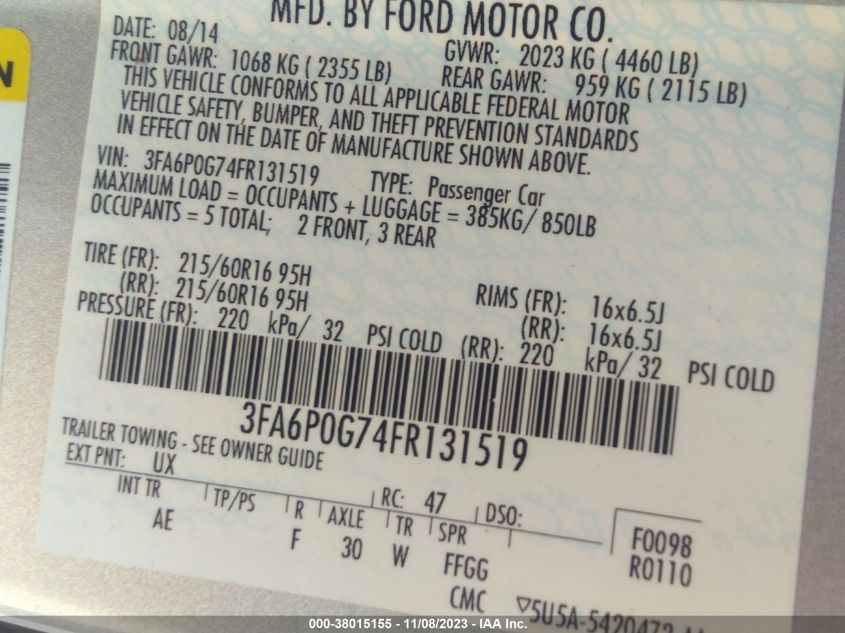 MFD. BY FORD MOTOR CO.
DATE: 08/14
GVWR: 2023 KG ( 4460 LB)
FRONT GAWR: 1068 KG ( 2355 LB)
REAR GAWR: 959 KG ( 2115 LB)
THIS VEHICLE CONFORMS TO ALL APPLICABLE FEDERAL MOTOR
VEHICLE SAFETY, BUMPER, AND THEFT PREVENTION STANDARDS
IN EFFECT ON THE DATE OF MANUFACTURE SHOWN ABOVE.
VIN: 3FA6P0G74FR131519 TYPE: Passenger Car
MAXIMUM LOAD = OCCUPANTS + LUGGAGE = 385KG/ 850LB
OCCUPANTS = 5 TOTAL; 2 FRONT, 3 REAR
TIRE (FR): 215/60R16 95H RIMS (FR): 16x6.5J
(RR): 215/60R16 95H (RR): 16x6.5J
PRESSURE (FR): 220 kPa/ 32 PSI COLD (RR): 220 kPa/ 32 PSI COLD
3FA6P0G74FR131519
TRAILER TOWING - SEE OWNER GUIDE
EXT PNT: UX RC: 47 DSO:
INT TR TP/PS R AXLE TR SPR F0098
AE F 30 W FFGG R0110
CMC
N
000-38015155 - 11/08/2023 - IAA Inc.